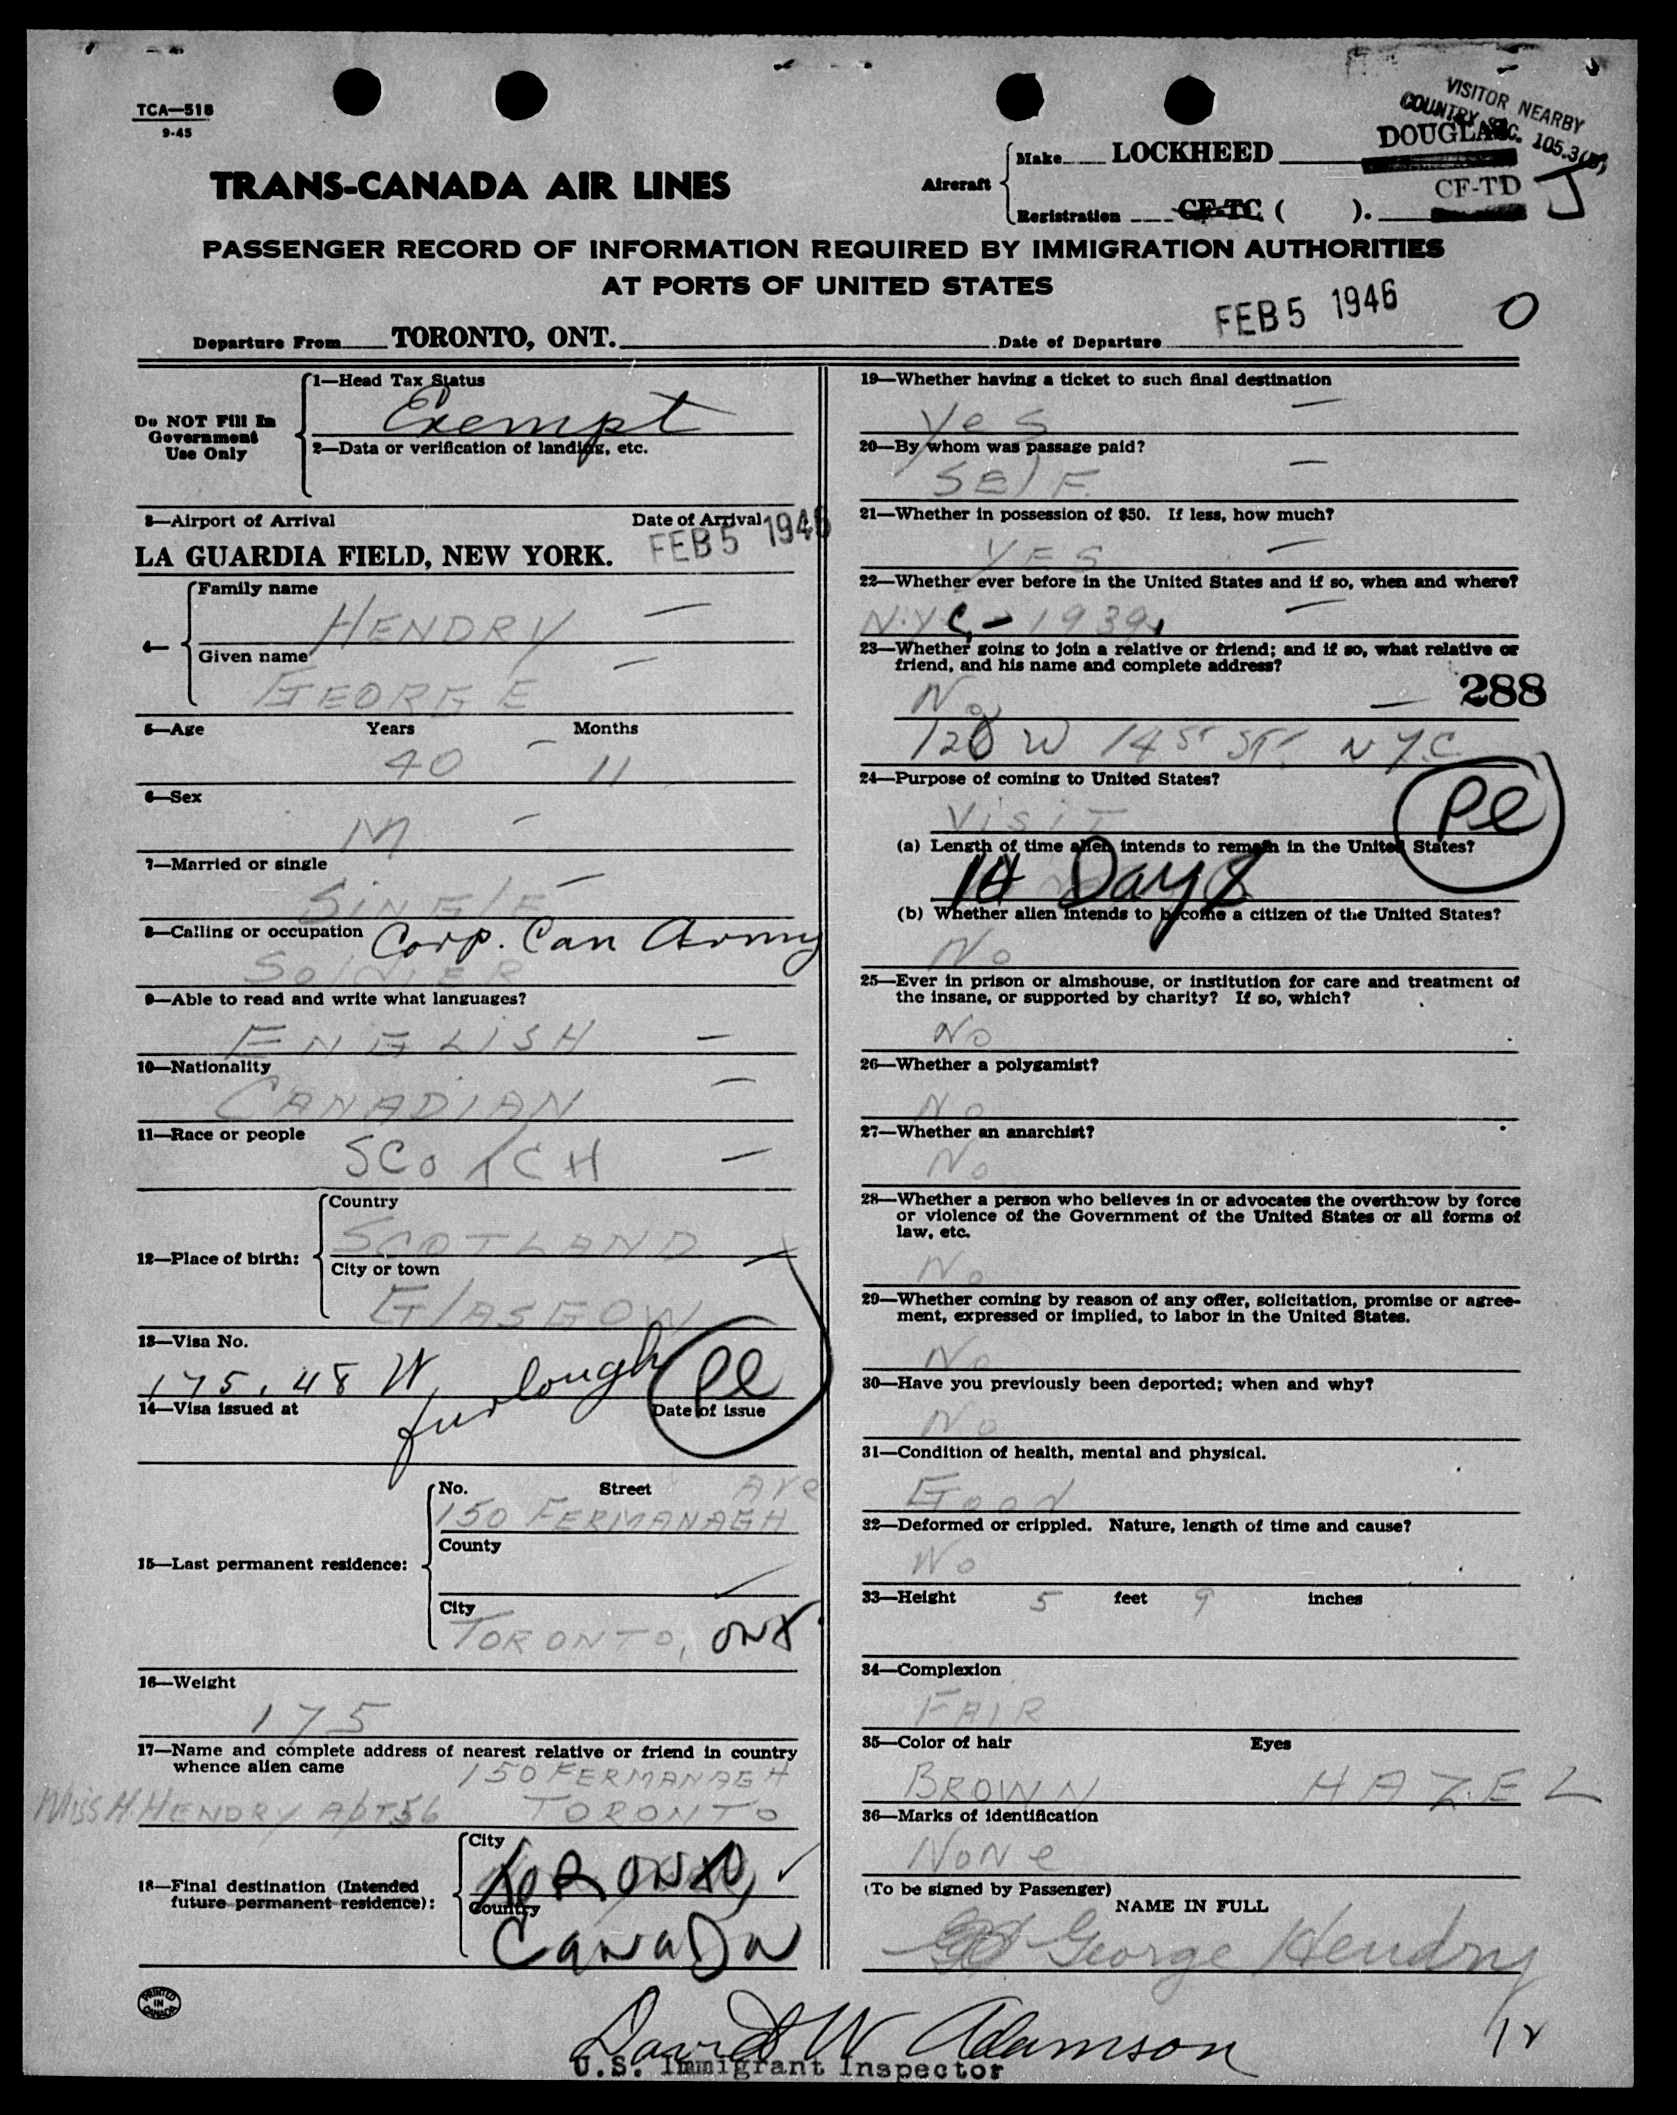 TCA—518
9-45
VISITOR NEARBY
COUNTRY SEC. 105.3(B)
DOUGLAS
Make LOCKHEED
TRANS-CANADA AIR LINES
Aircraft
CF-TD J
Registration CF-TC ( ).
PASSENGER RECORD OF INFORMATION REQUIRED BY IMMIGRATION AUTHORITIES
AT PORTS OF UNITED STATES
Departure From TORONTO, ONT. Date of Departure FEB 5 1946 O
Do NOT Fill In
Government
Use Only
1—Head Tax Status
Exempt
2—Data or verification of landing, etc.
3—Airport of Arrival Date of Arrival
LA GUARDIA FIELD, NEW YORK. FEB 5 1946
4—
Family name
HENDRY —
Given name
GEORGE —
5—Age Years Months
40 — 11
6—Sex
M —
7—Married or single
SINGLE —
8—Calling or occupation Corp. Can Army
SOLDIER
9—Able to read and write what languages?
ENGLISH —
10—Nationality
CANADIAN —
11—Race or people
SCOTCH —
12—Place of birth:
Country
SCOTLAND
City or town
GLASGOW
13—Visa No.
175.48 W furlough Pl
14—Visa issued at Date of issue
15—Last permanent residence:
No. Street Ave
150 FERMANAGH
County
City
TORONTO, ONT
16—Weight
175
17—Name and complete address of nearest relative or friend in country
whence alien came
150 FERMANAGH
Miss H. HENDRY APT 56 TORONTO
18—Final destination (Intended
future permanent residence):
City
TORONTO,
Country
CANADA
19—Whether having a ticket to such final destination
Yes —
20—By whom was passage paid?
SELF —
21—Whether in possession of $50. If less, how much?
YES —
22—Whether ever before in the United States and if so, when and where?
N.Y.C. - 1939. —
23—Whether going to join a relative or friend; and if so, what relative or
friend, and his name and complete address?
No — 288
120 W 14 ST. NYC
24—Purpose of coming to United States?
VISIT Pl
(a) Length of time alien intends to remain in the United States?
14 Days
(b) Whether alien intends to become a citizen of the United States?
No
25—Ever in prison or almshouse, or institution for care and treatment of
the insane, or supported by charity? If so, which?
No
26—Whether a polygamist?
No
27—Whether an anarchist?
No
28—Whether a person who believes in or advocates the overthrow by force
or violence of the Government of the United States or all forms of
law, etc.
No
29—Whether coming by reason of any offer, solicitation, promise or agree-
ment, expressed or implied, to labor in the United States.
No
30—Have you previously been deported; when and why?
No
31—Condition of health, mental and physical.
Good
32—Deformed or crippled. Nature, length of time and cause?
No
33—Height 5 feet 9 inches
34—Complexion
FAIR
35—Color of hair Eyes
BROWN HAZEL
36—Marks of identification
NONE
(To be signed by Passenger)
NAME IN FULL
George Hendry
PRINTED
IN
CANADA
David W Adamson
U.S. Immigrant Inspector